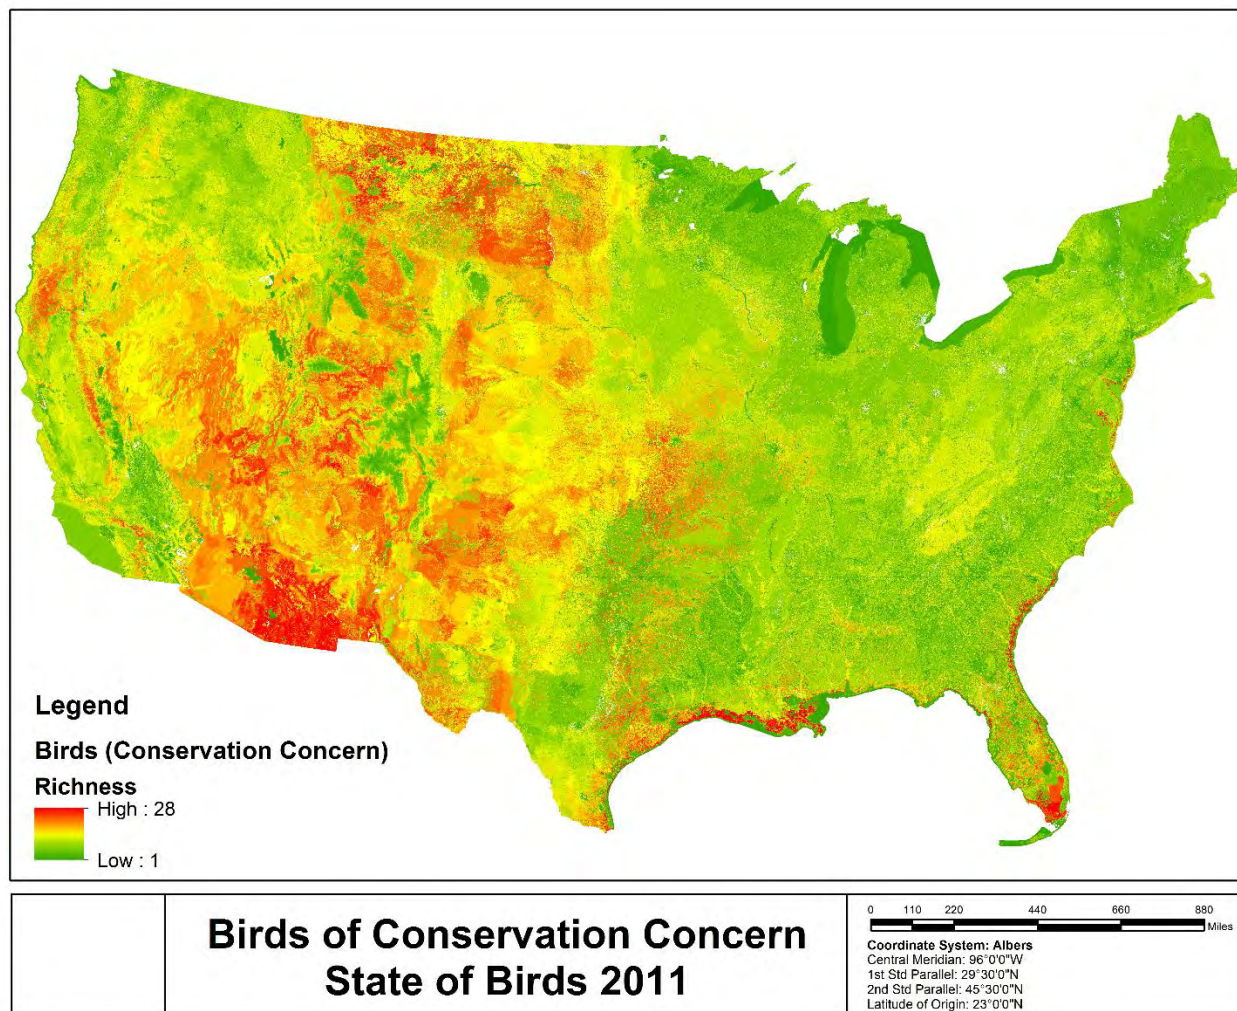 Legend
Birds (Conservation Concern)
Richness
High : 28
Low : 1
Birds of Conservation Concern
State of Birds 2011
0 110 220 440 660 880
Miles
Coordinate System: Albers
Central Meridian: 96°0'0"W
1st Std Parallel: 29°30'0"N
2nd Std Parallel: 45°30'0"N
Latitude of Origin: 23°0'0"N